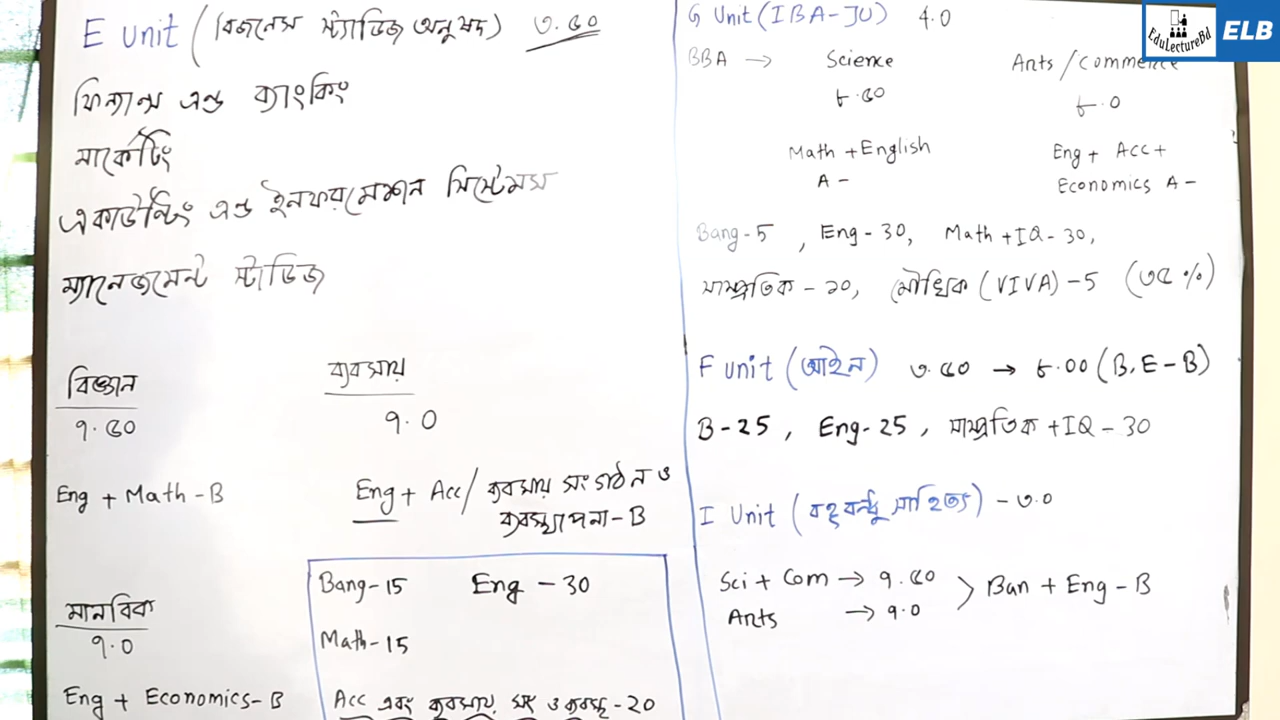 E Unit (বিজনেস স্ট্যাডিজ অনুষদ) ৩.৫০
ফিন্যান্স এন্ড ব্যাংকিং
মার্কেটিং
একাউন্টিং এন্ড ইনফরমেশন সিস্টেমস
ম্যানেজমেন্ট স্টাডিজ
বিজ্ঞান
৭.৫০
Eng + Math-B
ব্যবসায়
৭.০
Eng + Acc/ ব্যবসায় সংগঠন ও
ব্যবস্থাপনা-B
মানবিক
৭.০
Eng + Economics-B
Bang-15 Eng - 30
Math-15
Acc এবং ব্যবসায় সং ও ব্যবস্থ-20
G Unit (IBA-JU) 4.0
BBA → Science Arts/Commerce
৮.৫০ ৮.০
Math + English Eng + Acc +
A - Economics A -
Bang-5, Eng-30, Math+IQ-30,
সাম্প্রতিক - ১০, মৌখিক (VIVA)-5 (৩৫%)
F unit (আইন) ৩.৫০ → ৮.০০ (B, E-B)
B-25, Eng-25, সাম্প্রতিক +IQ-30
I Unit (বঙ্গবন্ধু সাহিত্য) - ৩.০
Sci + Com → ৭.৫০ > Ban + Eng-B
Arts → ৭.০
EduLectureBd
ELB